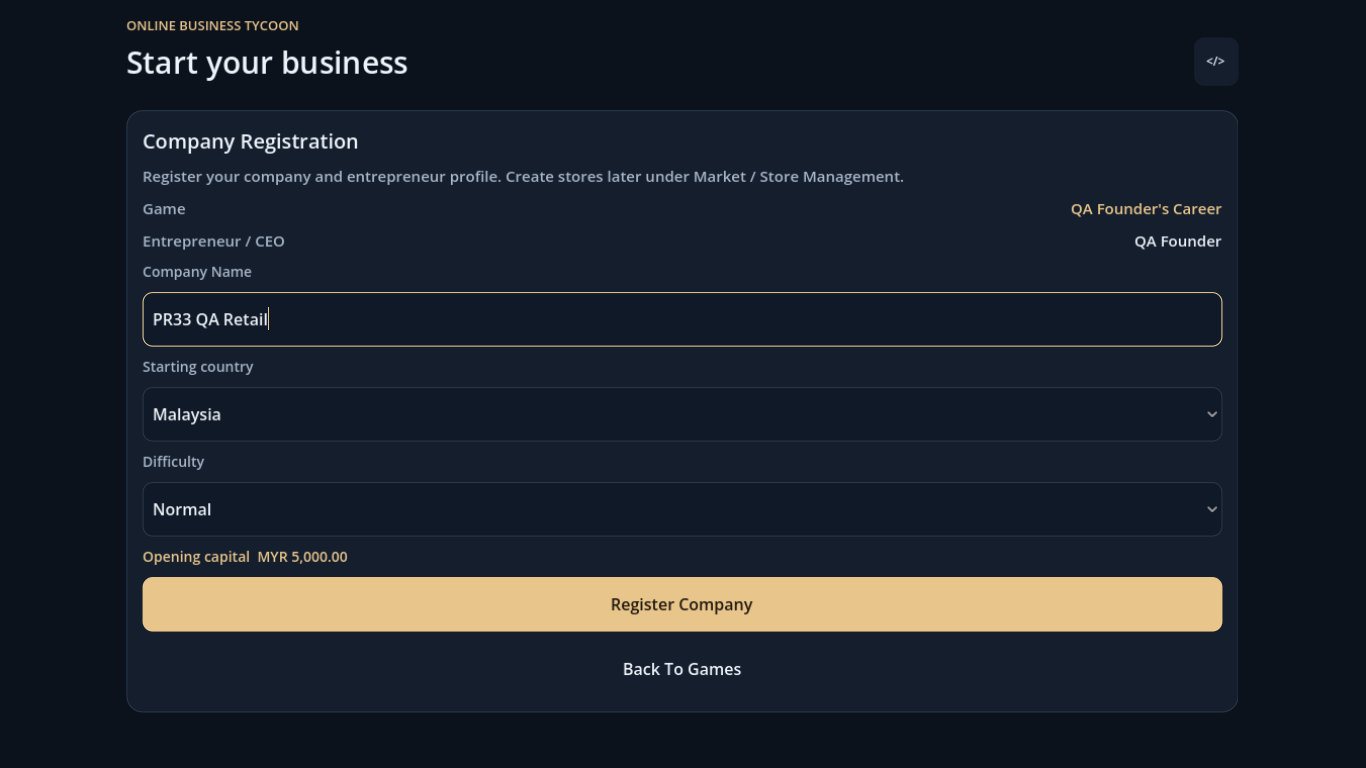 ONLINE BUSINESS TYCOON
Start your business
</>
Company Registration
Register your company and entrepreneur profile. Create stores later under Market / Store Management.
Game QA Founder's Career
Entrepreneur / CEO QA Founder
Company Name
PR33 QA Retail
Starting country
Malaysia
Difficulty
Normal
Opening capital MYR 5,000.00
Register Company
Back To Games